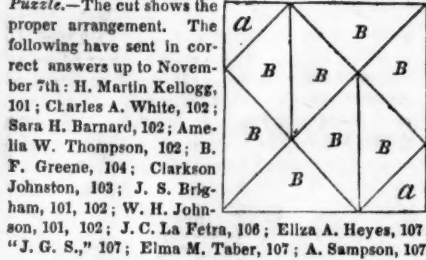 Puzzle.—The cut shows the
proper arrangement. The
following have sent in cor-
rect answers up to Novem-
ber 7th: H. Martin Kellogg,
101; Charles A. White, 102;
Sara H. Barnard, 102; Ame-
lia W. Thompson, 102; B.
F. Greene, 104; Clarkson
Johnston, 103; J. S. Brig-
ham, 101, 102; W. H. John-
son, 101, 102; J. C. La Fetra, 106; Eliza A. Heyes, 107
"J. G. S.," 107; Elma M. Taber, 107; A. Sampson, 107
a
B
B
B
B
B
B
B
B
a